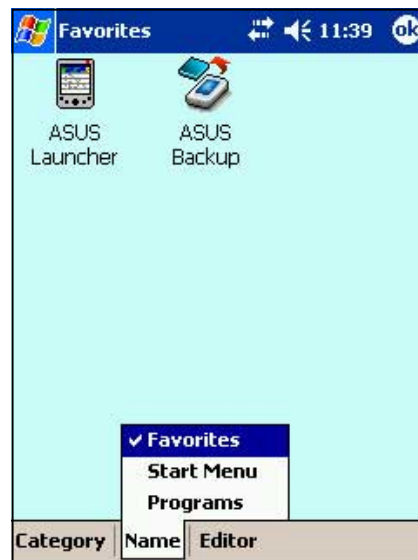 Favorites 11:39 ok
ASUS Launcher
ASUS Backup
✓ Favorites
Start Menu
Programs
Category Name Editor